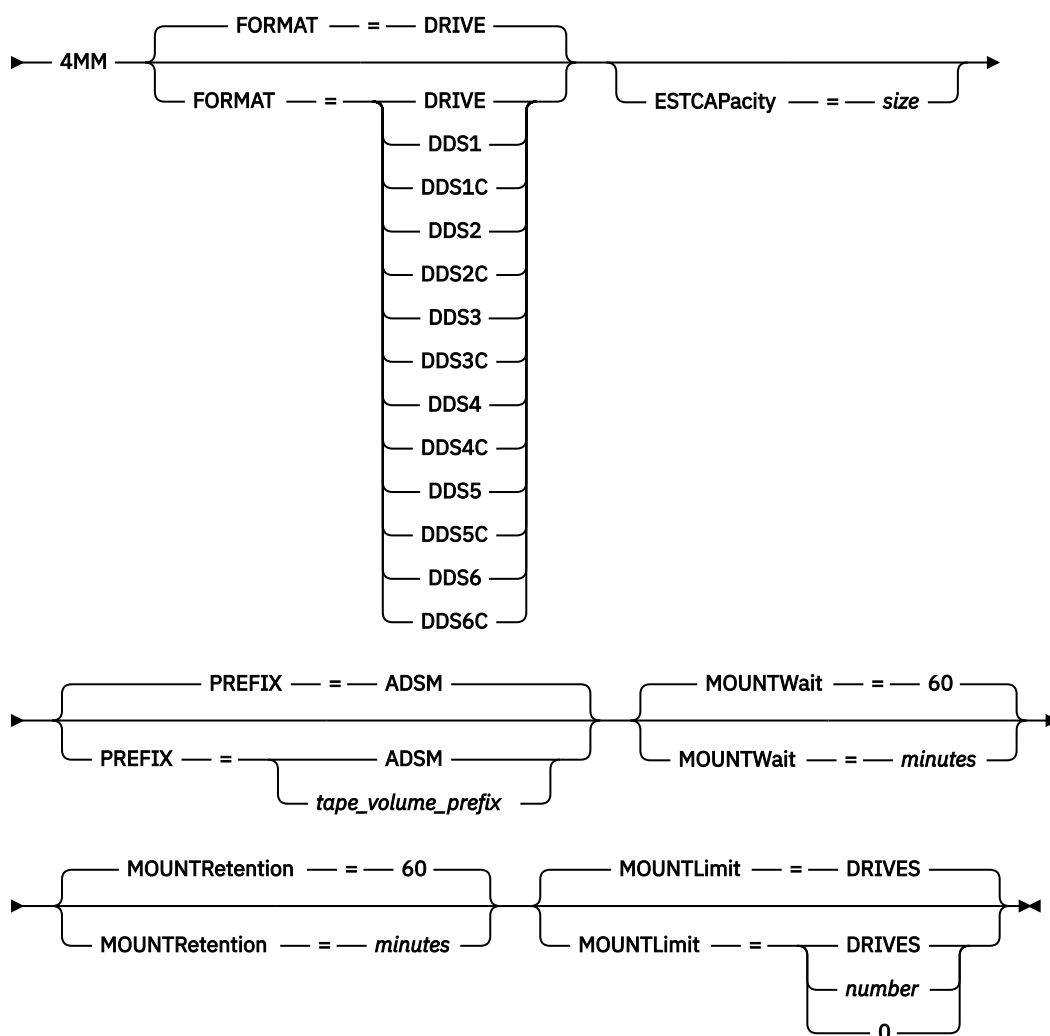 FORMAT = DRIVE
4MM
FORMAT = DRIVE
ESTCAPacity = size
DDS1
DDS1C
DDS2
DDS2C
DDS3
DDS3C
DDS4
DDS4C
DDS5
DDS5C
DDS6
DDS6C
PREFIX = ADSM
MOUNTWait = 60
PREFIX = ADSM
MOUNTWait = minutes
tape_volume_prefix
MOUNTRetention = 60
MOUNTLimit = DRIVES
MOUNTRetention = minutes
MOUNTLimit = DRIVES
number
0